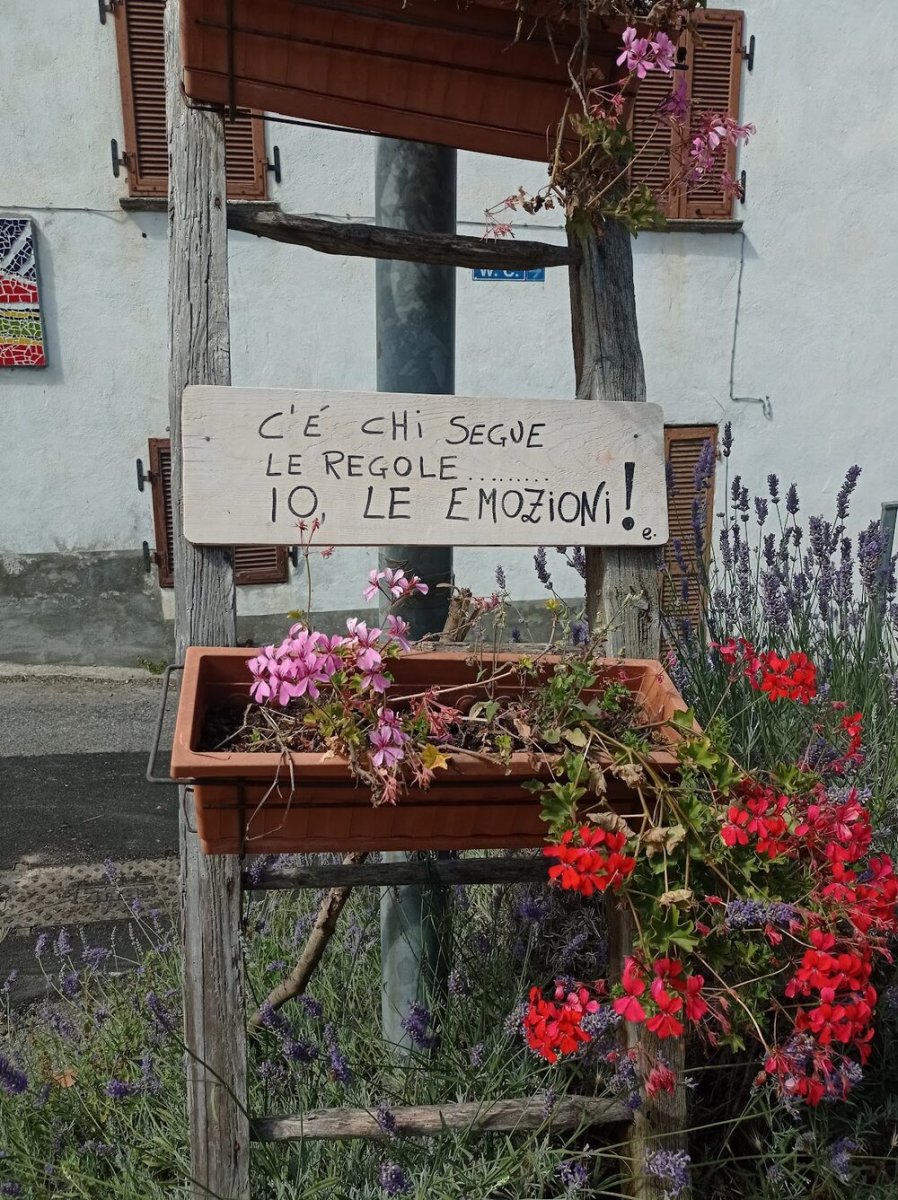 W. C.
C'É CHi SEGUE
LE REGOLE.........
IO, LE EMOZiONi!
e.